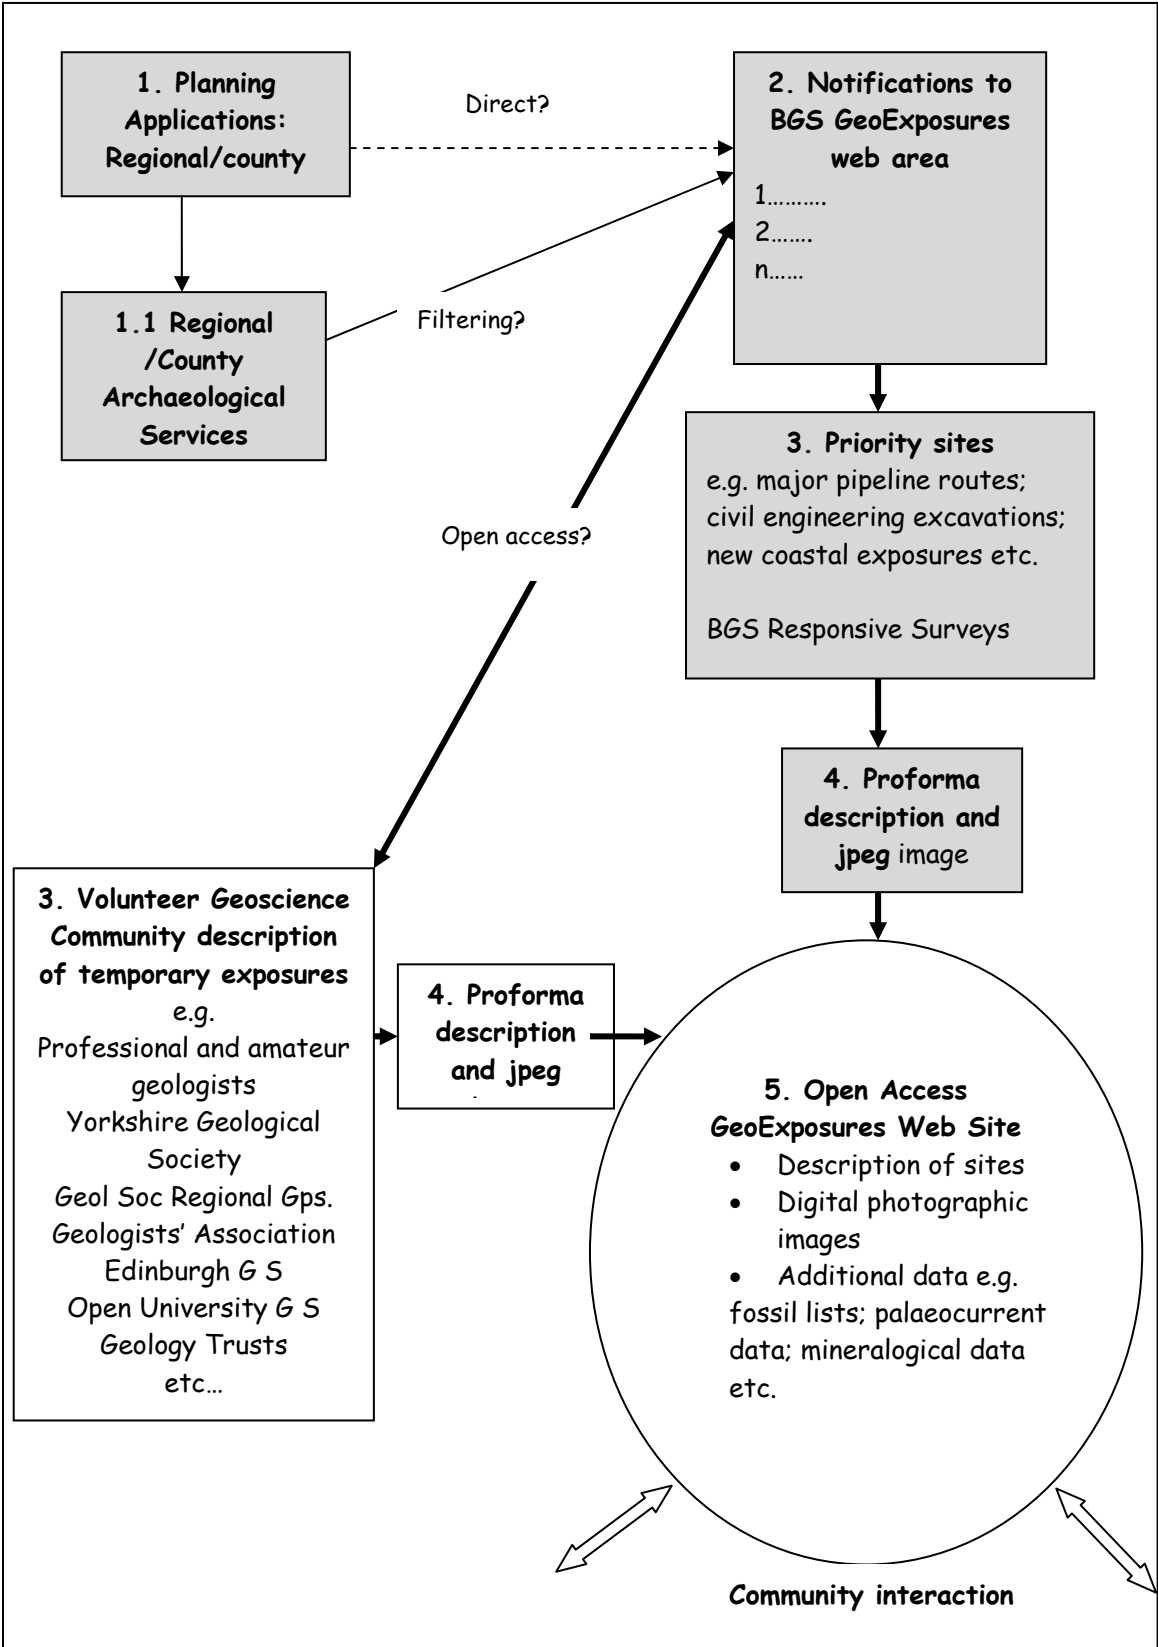 1. Planning
Applications:
Regional/county
Direct?
2. Notifications to
BGS GeoExposures
web area
1……….
2…….
n……
1.1 Regional
/County
Archaeological
Services
Filtering?
3. Priority sites
e.g. major pipeline routes;
civil engineering excavations;
new coastal exposures etc.
BGS Responsive Surveys
Open access?
4. Proforma
description and
jpeg image
3. Volunteer Geoscience
Community description
of temporary exposures
e.g.
Professional and amateur
geologists
Yorkshire Geological
Society
Geol Soc Regional Gps.
Geologists’ Association
Edinburgh G S
Open University G S
Geology Trusts
etc…
4. Proforma
description
and jpeg
5. Open Access
GeoExposures Web Site
• Description of sites
• Digital photographic
images
• Additional data e.g.
fossil lists; palaeocurrent
data; mineralogical data
etc.
Community interaction